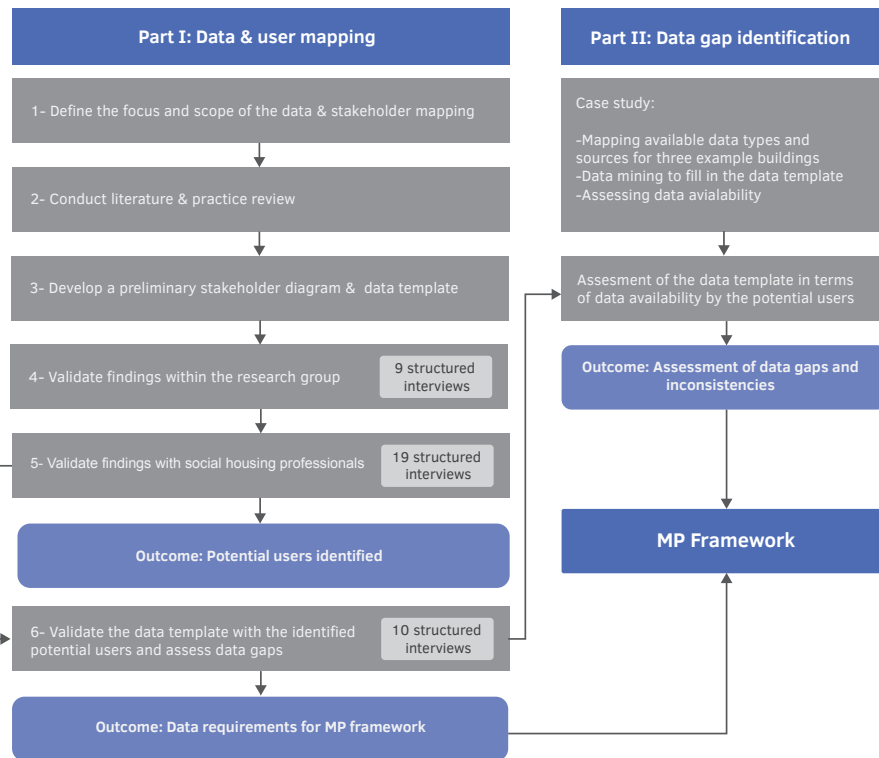 Part I: Data & user mapping
1- Define the focus and scope of the data & stakeholder mapping
2- Conduct literature & practice review
3- Develop a preliminary stakeholder diagram & data template
4- Validate findings within the research group
9 structured
interviews
5- Validate findings with social housing professionals
19 structured
interviews
Outcome: Potential users identified
6- Validate the data template with the identified
potential users and assess data gaps
10 structured
interviews
Outcome: Data requirements for MP framework
Part II: Data gap identification
Case study:
-Mapping available data types and
sources for three example buildings
-Data mining to fill in the data template
-Assessing data avialability
Assesment of the data template in terms
of data availability by the potential users
Outcome: Assessment of data gaps and
inconsistencies
MP Framework